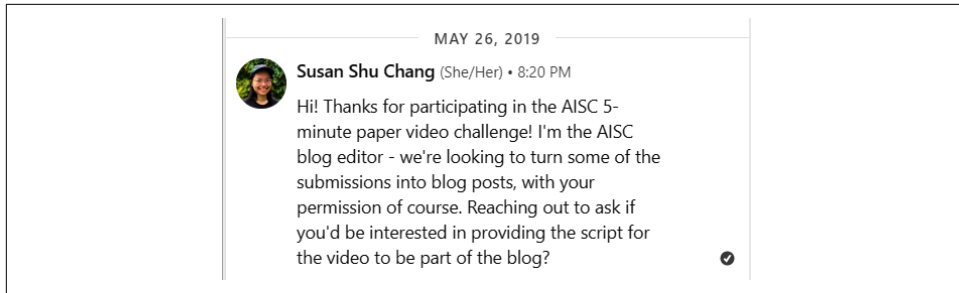 MAY 26, 2019
Susan Shu Chang (She/Her) • 8:20 PM
Hi! Thanks for participating in the AISC 5-
minute paper video challenge! I'm the AISC
blog editor - we're looking to turn some of the
submissions into blog posts, with your
permission of course. Reaching out to ask if
you'd be interested in providing the script for
the video to be part of the blog?